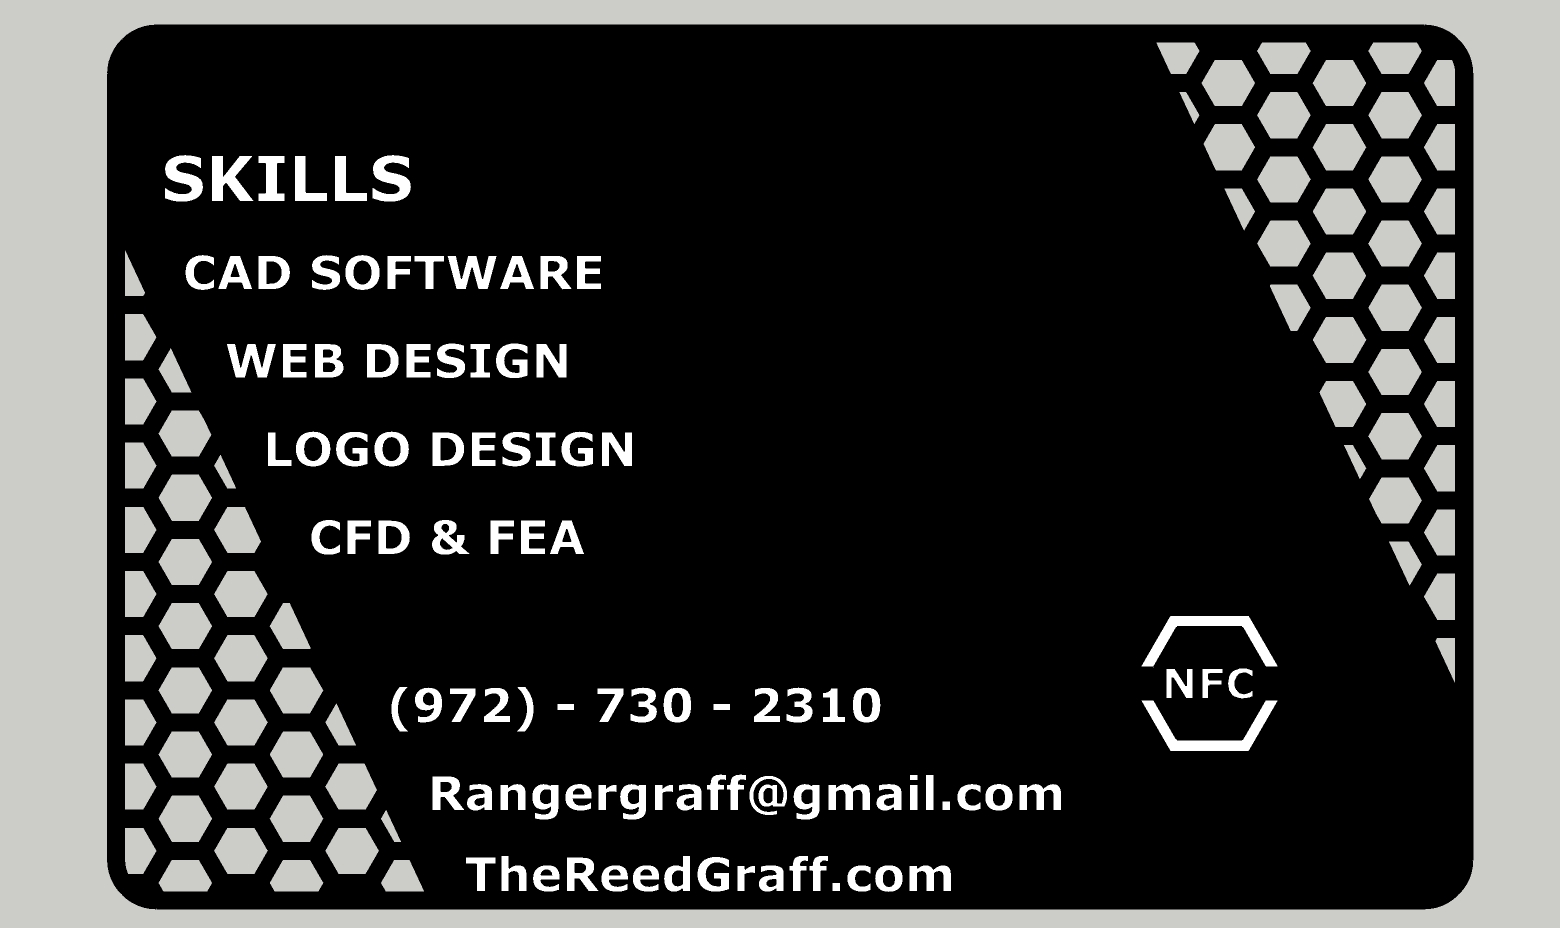 SKILLS
CAD SOFTWARE
WEB DESIGN
LOGO DESIGN
CFD & FEA
NFC
(972) - 730 - 2310
Rangergraff@gmail.com
TheReedGraff.com